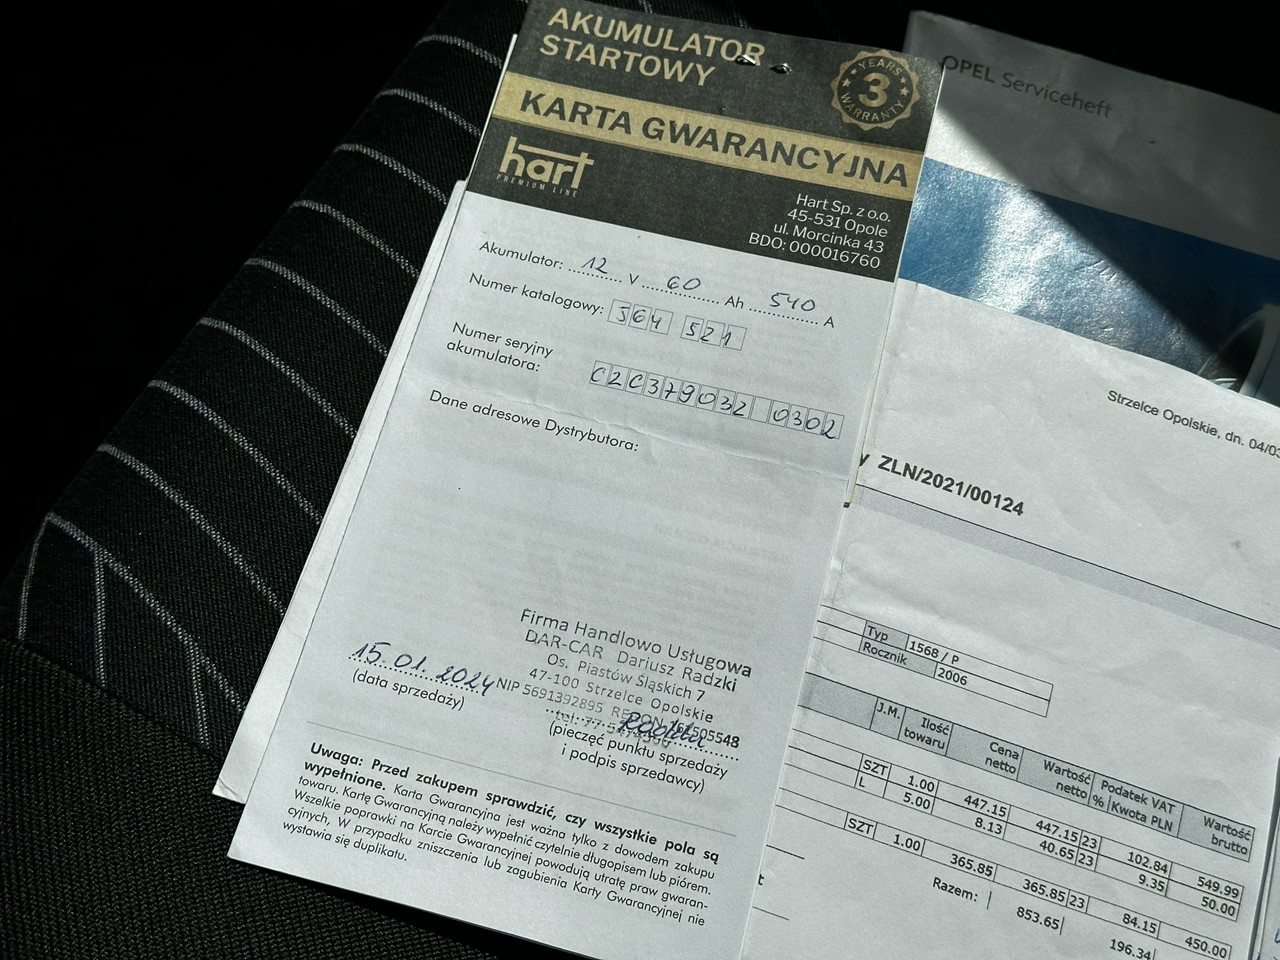 AKUMULATOR
STARTOWY
YEARS
3
WARRANTY
KARTA GWARANCYJNA
hart
PREMIUM LINE
Hart Sp. z o.o.
45-531 Opole
ul. Morcinka 43
BDO: 000016760
Akumulator: 12 V 60 Ah 540 A
Numer katalogowy: 564 521
Numer seryjny
akumulatora: C2C379032 0302
Dane adresowe Dystrybutora:
Firma Handlowo Usługowa
DAR-CAR Dariusz Radzki
Os. Piastów Śląskich 7
47-100 Strzelce Opolskie
NIP 5691392895
15.01.2024
(data sprzedaży)
(pieczęć punktu sprzedaży
i podpis sprzedawcy)
Uwaga: Przed zakupem sprawdzić, czy wszystkie pola są
wypełnione. Karta Gwarancyjna jest ważna tylko z dowodem zakupu
towaru. Kartę Gwarancyjną należy wypełnić czytelnie długopisem lub piórem.
Wszelkie poprawki na Karcie Gwarancyjnej powodują utratę praw gwaran-
cyjnych, W przypadku zniszczenia lub zagubienia Karty Gwarancyjnej nie
wystawia się duplikatu.
OPEL Serviceheft
Strzelce Opolskie, dn. 04/03
ZLN/2021/00124
Typ 1568 / P
Rocznik 2006
J.M. Ilość towaru Cena netto Wartość netto % Podatek VAT Kwota PLN Wartość brutto
SZT 1.00 447.15 447.15 23 102.84 549.99
L 5.00 8.13 40.65 23 9.35 50.00
SZT 1.00 365.85 365.85 23 84.15 450.00
Razem: 853.65 196.34